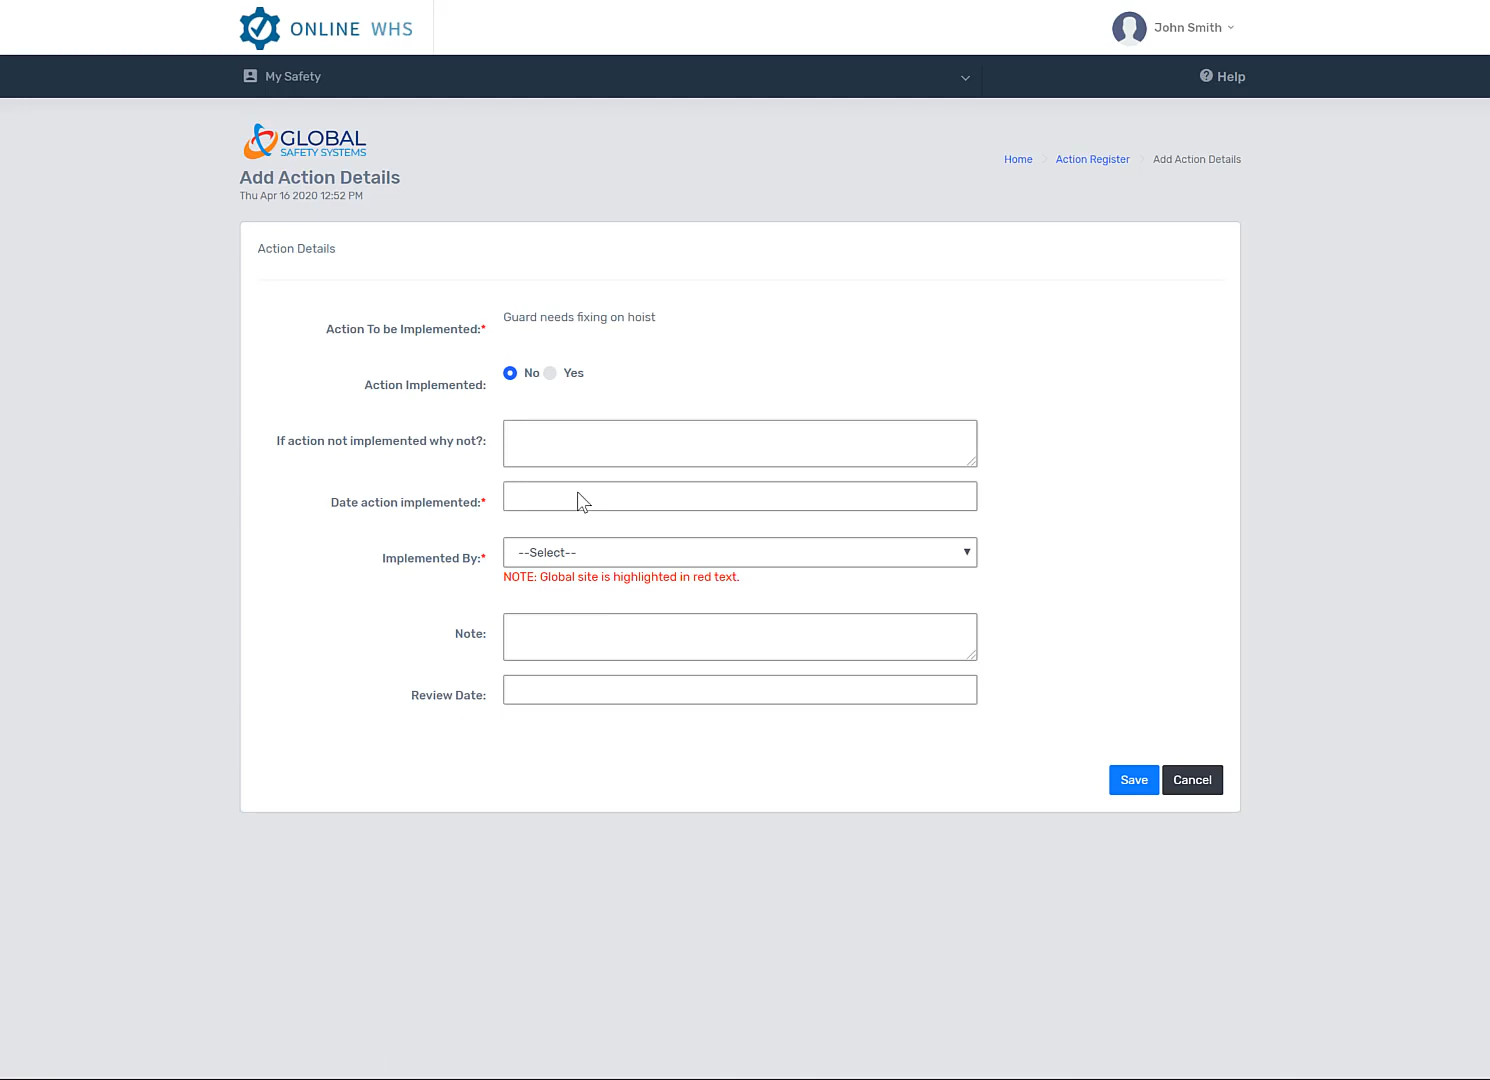 ONLINE WHS
John Smith
My Safety
Help
GLOBAL
SAFETY SYSTEMS
Home
Action Register
Add Action Details
Add Action Details
Thu Apr 16 2020 12:52 PM
Action Details
Action To be Implemented:*
Guard needs fixing on hoist
Action Implemented:
No
Yes
If action not implemented why not?:
Date action implemented:*
Implemented By:*
--Select--
NOTE: Global site is highlighted in red text.
Note:
Review Date:
Save
Cancel